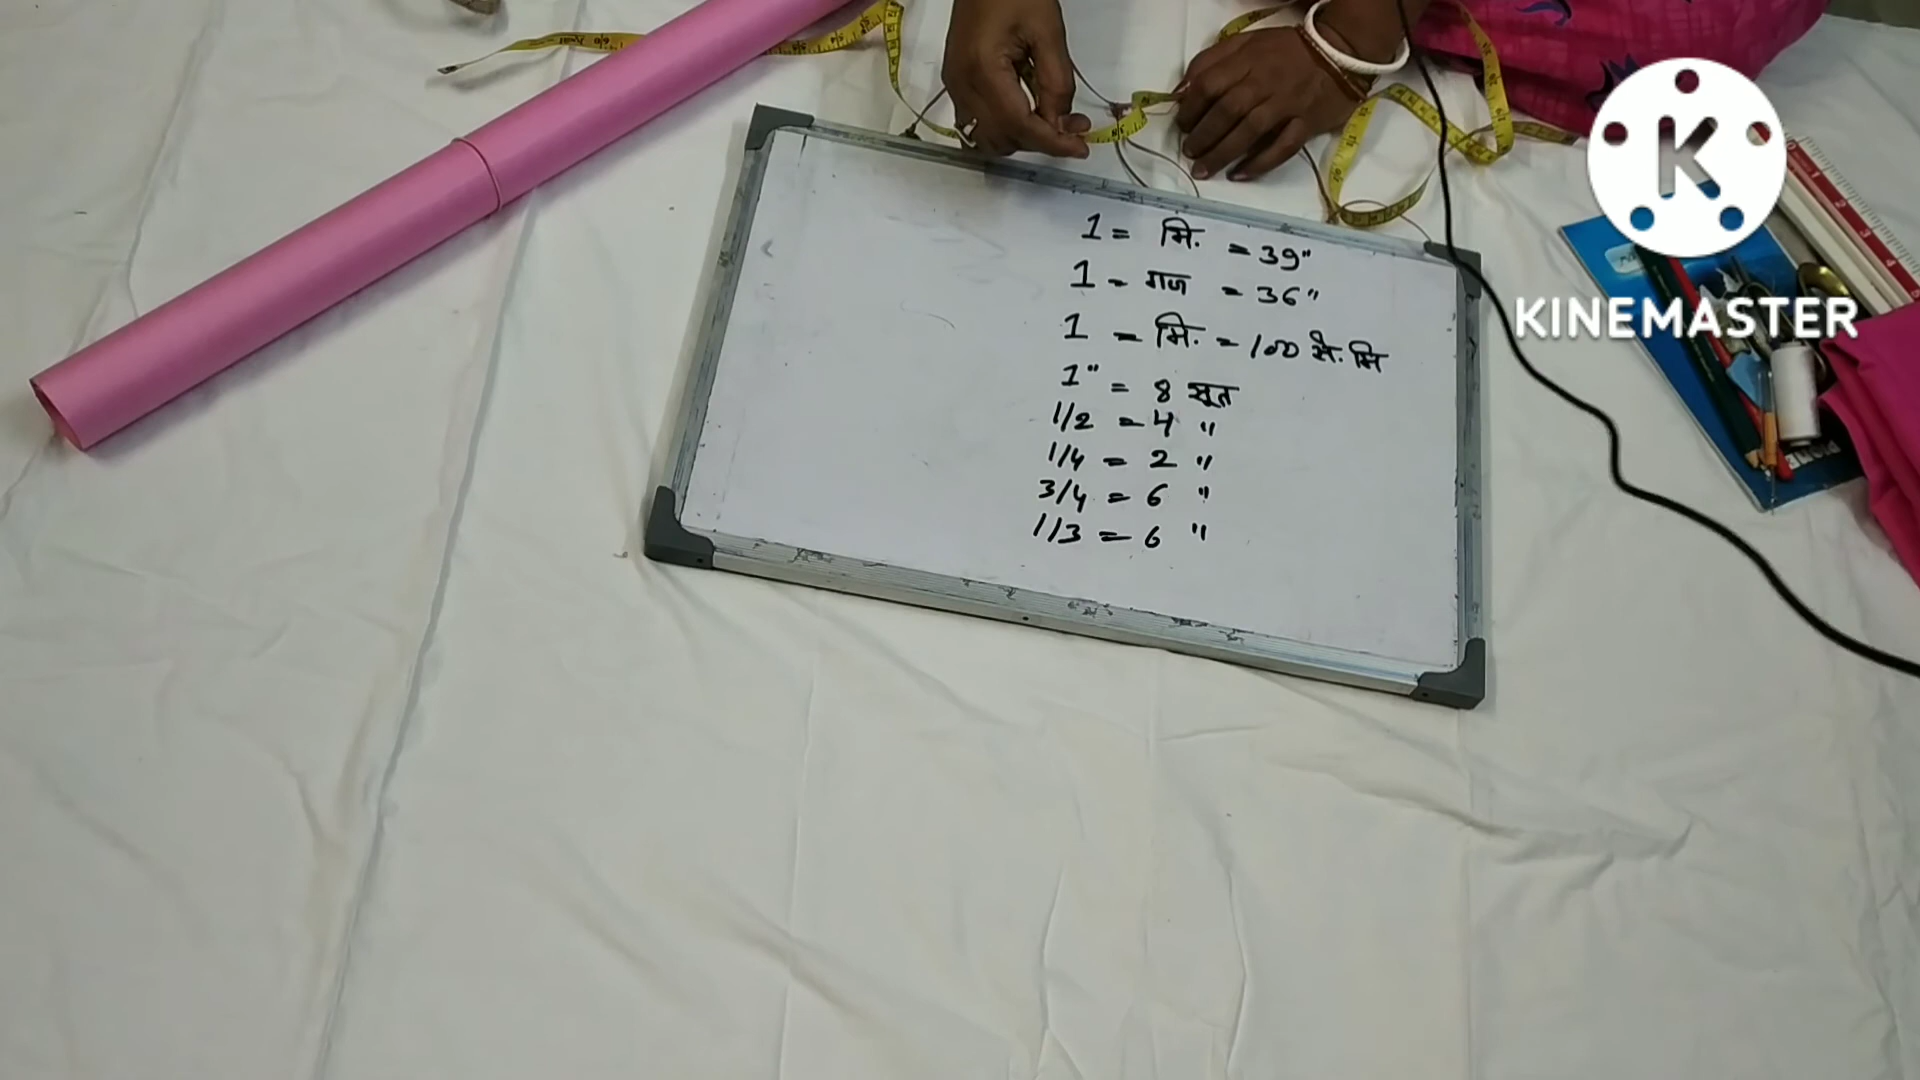 1 = मि. = 39"
1 = गज = 36"
1 = मि. = 100 से. मि
1" = 8 सूत
1/2 = 4 "
1/4 = 2 "
3/4 = 6 "
1/3 = 6 "
KINEMASTER